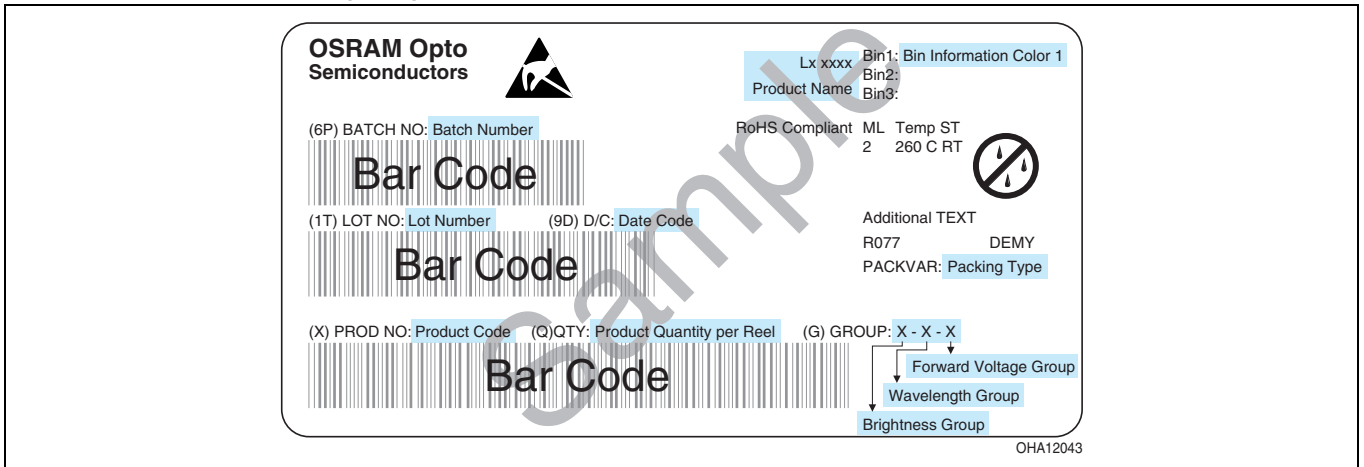 OSRAM Opto
Semiconductors
Lx xxxx
Product Name
Bin1: Bin Information Color 1
Bin2:
Bin3:
(6P) BATCH NO: Batch Number
Bar Code
RoHS Compliant
ML Temp ST
2 260 C RT
(1T) LOT NO: Lot Number (9D) D/C: Date Code
Bar Code
Additional TEXT
R077 DEMY
PACKVAR: Packing Type
(X) PROD NO: Product Code (Q)QTY: Product Quantity per Reel (G) GROUP: X - X - X
Bar Code
Forward Voltage Group
Wavelength Group
Brightness Group
Sample
OHA12043